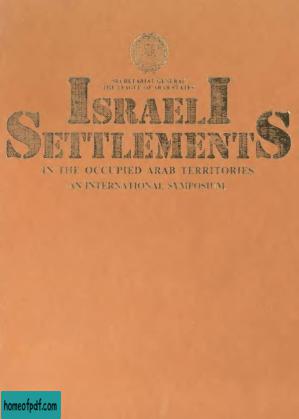 SECRETARIAT GENERAL
THE LEAGUE OF ARAB STATES
ISRAELI
SETTLEMENTS
IN THE OCCUPIED ARAB TERRITORIES
AN INTERNATIONAL SYMPOSIUM
homeofpdf.com